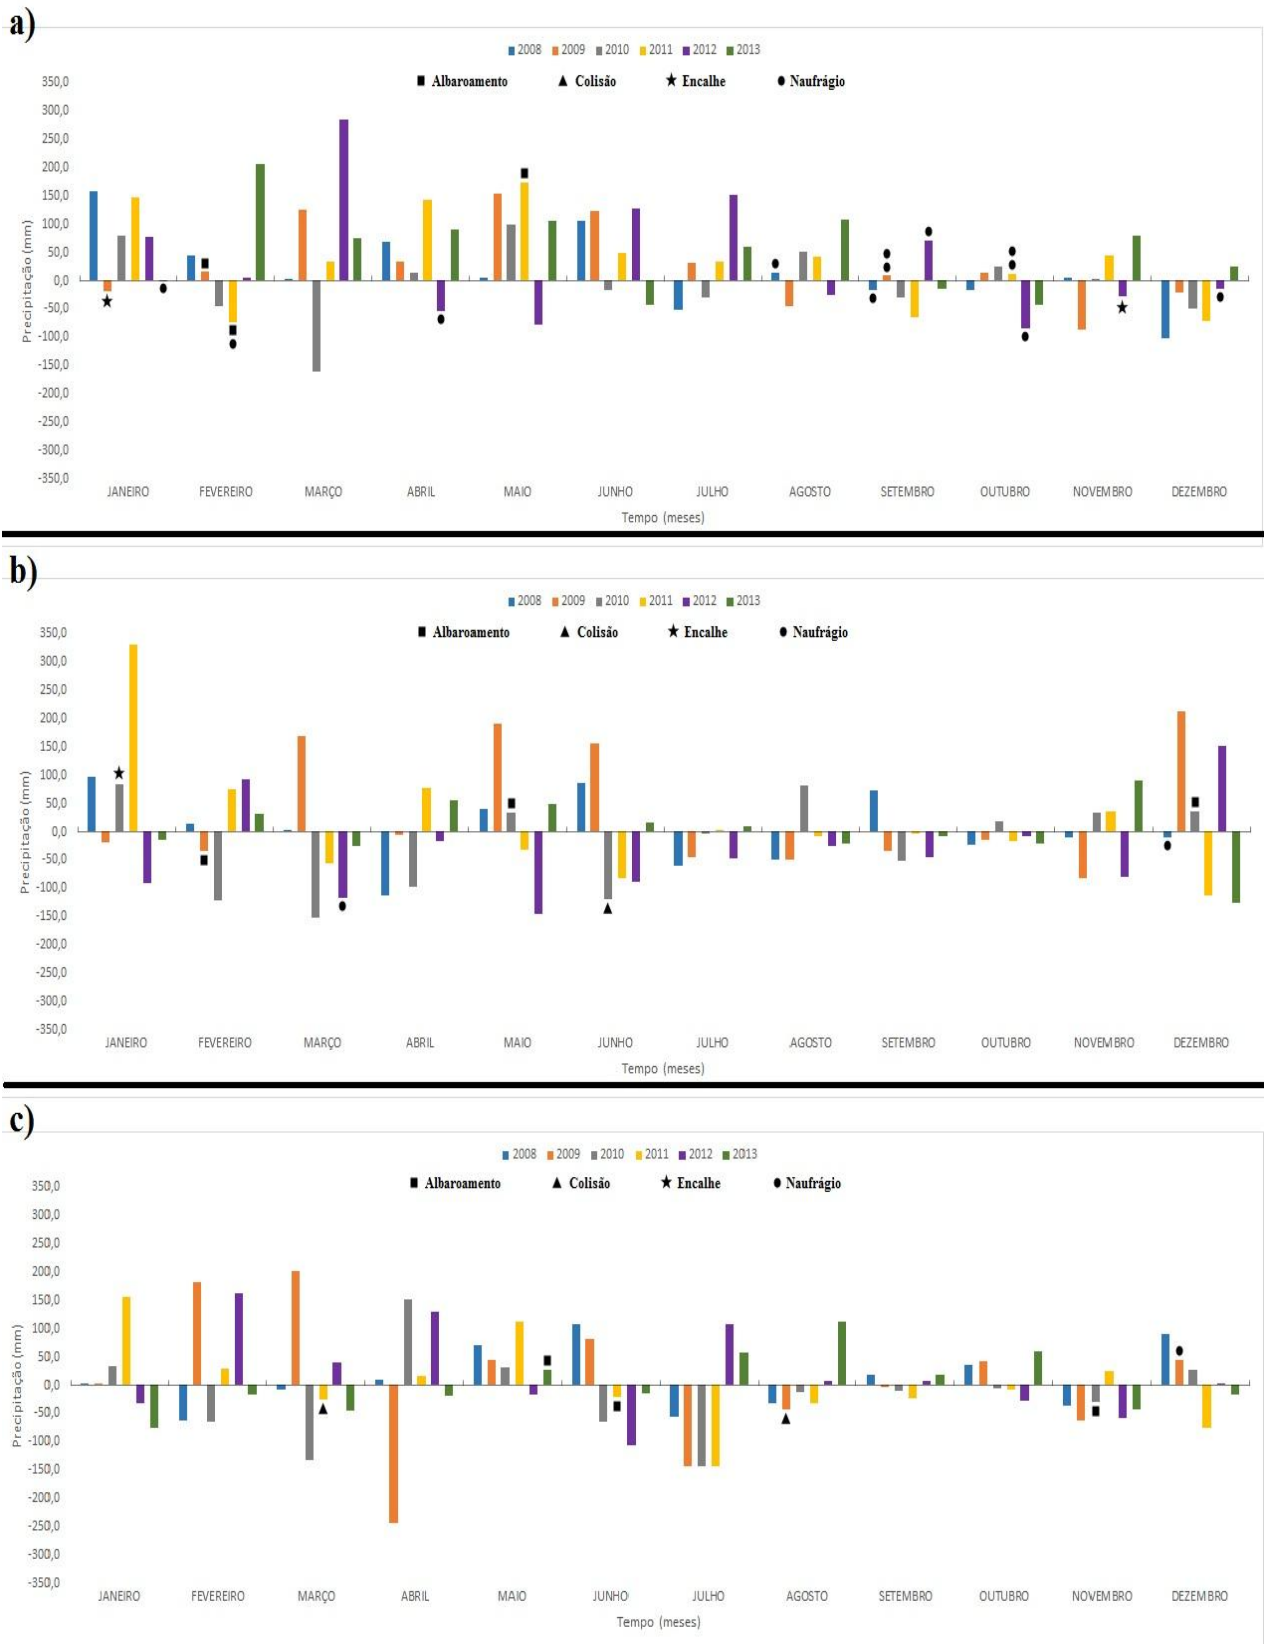 a)
2008 2009 2010 2011 2012 2013
Albaroamento Colisão Encalhe Naufrágio
350,0
300,0
250,0
200,0
150,0
100,0
50,0
0,0
-50,0
-100,0
-150,0
-200,0
-250,0
-300,0
-350,0
Precipitação (mm)
JANEIRO FEVEREIRO MARÇO ABRIL MAIO JUNHO JULHO AGOSTO SETEMBRO OUTUBRO NOVEMBRO DEZEMBRO
Tempo (meses)
b)
2008 2009 2010 2011 2012 2013
Albaroamento Colisão Encalhe Naufrágio
350,0
300,0
250,0
200,0
150,0
100,0
50,0
0,0
-50,0
-100,0
-150,0
-200,0
-250,0
-300,0
-350,0
Precipitação (mm)
JANEIRO FEVEREIRO MARÇO ABRIL MAIO JUNHO JULHO AGOSTO SETEMBRO OUTUBRO NOVEMBRO DEZEMBRO
Tempo (meses)
c)
2008 2009 2010 2011 2012 2013
Albaroamento Colisão Encalhe Naufrágio
350,0
300,0
250,0
200,0
150,0
100,0
50,0
0,0
-50,0
-100,0
-150,0
-200,0
-250,0
-300,0
-350,0
Precipitação (mm)
JANEIRO FEVEREIRO MARÇO ABRIL MAIO JUNHO JULHO AGOSTO SETEMBRO OUTUBRO NOVEMBRO DEZEMBRO
Tempo (meses)